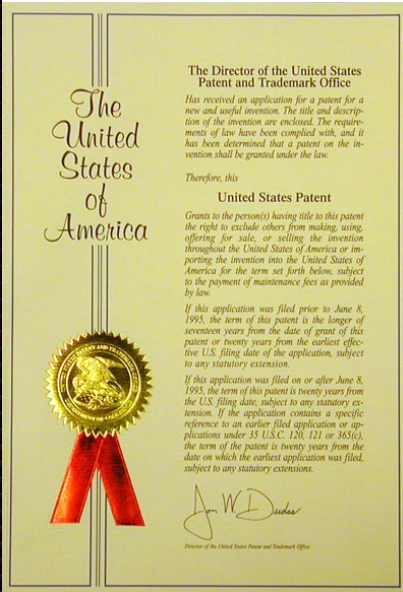 The
United
States
of
America
The Director of the United States
Patent and Trademark Office
Has received an application for a patent for a
new and useful invention. The title and descrip-
tion of the invention are enclosed. The require-
ments of law have been complied with, and it
has been determined that a patent on the in-
vention shall be granted under the law.
Therefore, this
United States Patent
Grants to the person(s) having title to this patent
the right to exclude others from making, using,
offering for sale, or selling the invention
throughout the United States of America or im-
porting the invention into the United States of
America for the term set forth below, subject
to the payment of maintenance fees as provided
by law.
If this application was filed prior to June 8,
1995, the term of this patent is the longer of
seventeen years from the date of grant of this
patent or twenty years from the earliest effec-
tive U.S. filing date of the application, subject
to any statutory extension.
If this application was filed on or after June 8,
1995, the term of this patent is twenty years from
the U.S. filing date, subject to any statutory ex-
tension. If the application contains a specific
reference to an earlier filed application or ap-
plications under 35 U.S.C. 120, 121 or 365(c),
the term of the patent is twenty years from the
date on which the earliest application was filed,
subject to any statutory extensions.
Jon W. Dudas
Director of the United States Patent and Trademark Office